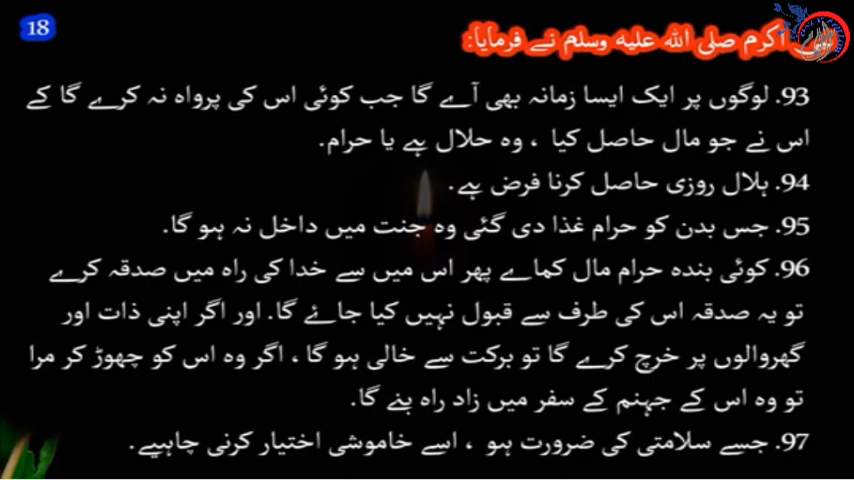 18
نبی اکرم صلی اللہ علیہ وسلم نے فرمایا:
93. لوگوں پر ایک ایسا زمانہ بھی آے گا جب کوئی اس کی پرواہ نہ کرے گا کے
اس نے جو مال حاصل کیا ، وہ حلال ہے یا حرام.
94. ہلال روزی حاصل کرنا فرض ہے.
95. جس بدن کو حرام غذا دی گئی وہ جنت میں داخل نہ ہو گا.
96. کوئی بندہ حرام مال کماے پھر اس میں سے خدا کی راہ میں صدقہ کرے
تو یہ صدقہ اس کی طرف سے قبول نہیں کیا جاۓ گا. اور اگر اپنی ذات اور
گھروالوں پر خرچ کرے گا تو برکت سے خالی ہو گا ، اگر وہ اس کو چھوڑ کر مرا
تو وہ اس کے جہنم کے سفر میں زاد راہ بنے گا.
97. جسے سلامتی کی ضرورت ہو ، اسے خاموشی اختیار کرنی چاہیے.